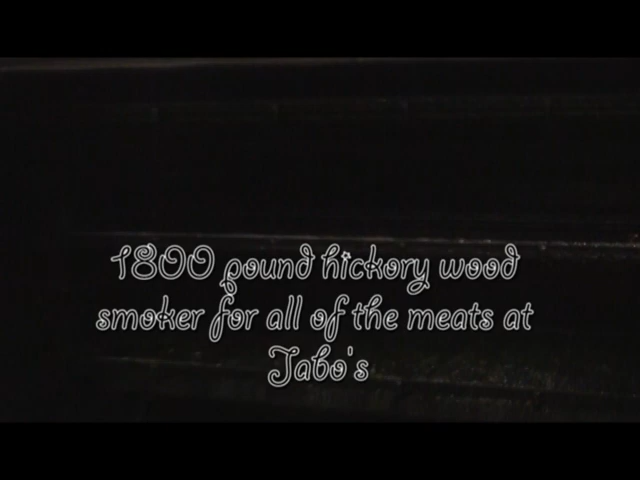 1800 pound hickory wood
smoker for all of the meats at
Jabo's